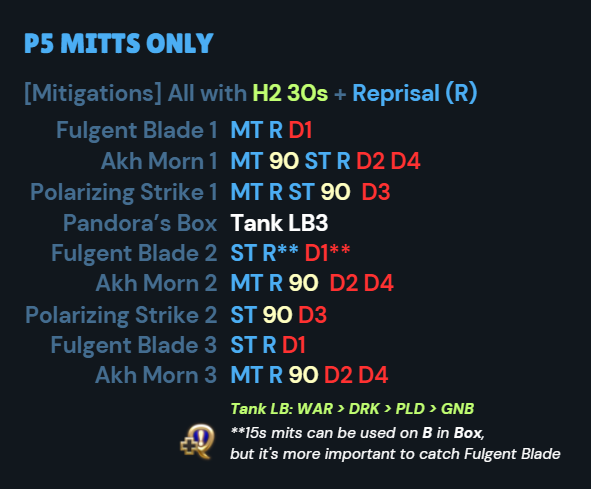 P5 MITTS ONLY
[Mitigations] All with H2 30s + Reprisal (R)
Fulgent Blade 1 MT R D1
Akh Morn 1 MT 90 ST R D2 D4
Polarizing Strike 1 MT R ST 90 D3
Pandora's Box Tank LB3
Fulgent Blade 2 ST R** D1**
Akh Morn 2 MT R 90 D2 D4
Polarizing Strike 2 ST 90 D3
Fulgent Blade 3 ST R D1
Akh Morn 3 MT R 90 D2 D4
Tank LB: WAR > DRK > PLD > GNB
**15s mits can be used on B in Box,
but it's more important to catch Fulgent Blade